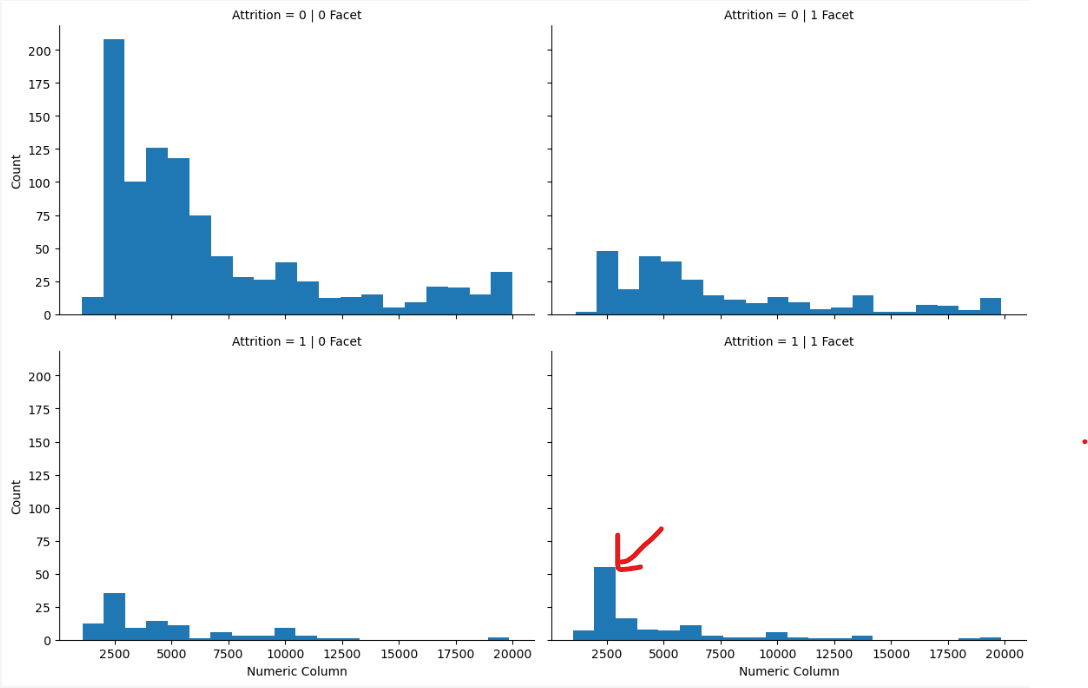 Attrition = 0 | 0 Facet
Attrition = 0 | 1 Facet
200
175
150
125
100
75
50
25
0
Count
Attrition = 1 | 0 Facet
Attrition = 1 | 1 Facet
200
175
150
125
100
75
50
25
0
Count
2500 5000 7500 10000 12500 15000 17500 20000
2500 5000 7500 10000 12500 15000 17500 20000
Numeric Column
Numeric Column